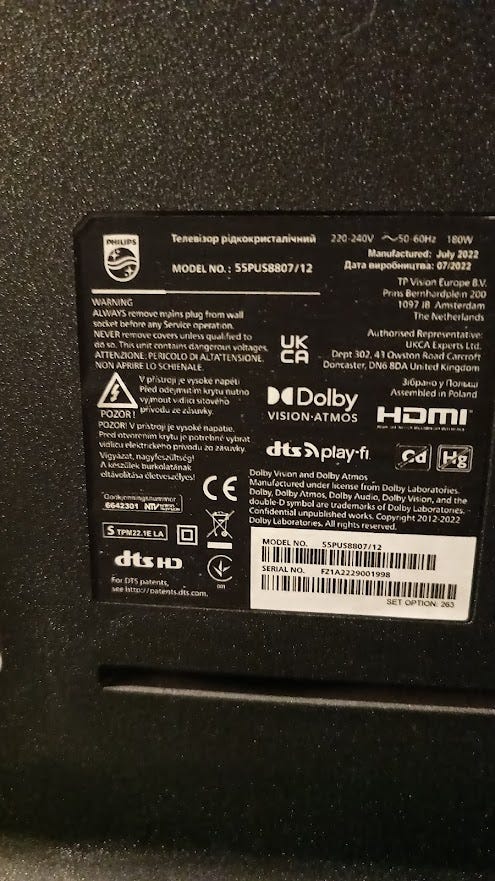 PHILIPS
Телевізор рідкокристалічний 220-240V ~50-60Hz 180W
Manufactured: July 2022
MODEL NO.: 55PUS8807/12
Дата виробництва: 07/2022
TP Vision Europe B.V.
Prins Bernhardplein 200
1097 JB Amsterdam
The Netherlands
WARNING
ALWAYS remove mains plug from wall
socket before any Service operation.
NEVER remove covers unless qualified to
do so. This unit contains dangerous voltages.
ATTENZIONE: PERICOLO DI ALTA TENSIONE.
NON APRIRE LO SCHIENALE.
UK
CA
Authorised Representative:
UKCA Experts Ltd.
Dept 302, 43 Owston Road Carcroft
Doncaster, DN6 8DA United Kingdom
POZOR!
V přístroji je vysoké napětí
Před odejmutím krytu nutno
vyjmout vidlici síťového
přívodu ze zásuvky.
Dolby
VISION·ATMOS
Зібрано у Польщі
Assembled in Poland
HDMI
POZOR! V prístroji je vysoké napätie.
Pred otvorením krytu je potrebné vybrať
vidlicu elektrického prívodu zo zásuvky.
Vigyázat, nagyfeszültség!
A készülék burkolatának
eltávolítása életveszélyes!
dts play-fi
Cd
Hg
Dolby Vision and Dolby Atmos
Manufactured under license from Dolby Laboratories.
Dolby, Dolby Atmos, Dolby Audio, Dolby Vision, and the
double-D symbol are trademarks of Dolby Laboratories.
Confidential unpublished works. Copyright 2012-2022
Dolby Laboratories. All rights reserved.
Godkjenningsnummer
6642301 NTV
CE
S TPM22.1E LA
dts HD
001
For DTS patents,
see http://patents.dts.com.
MODEL NO. 55PUS8807/12
SERIAL NO. FZ1A2229001998
SET OPTION: 263